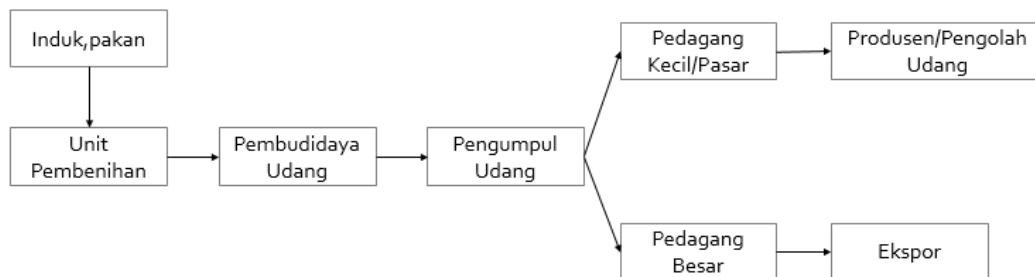 Induk,pakan
Unit
Pembenihan
Pembudidaya
Udang
Pengumpul
Udang
Pedagang
Kecil/Pasar
Produsen/Pengolah
Udang
Pedagang
Besar
Ekspor